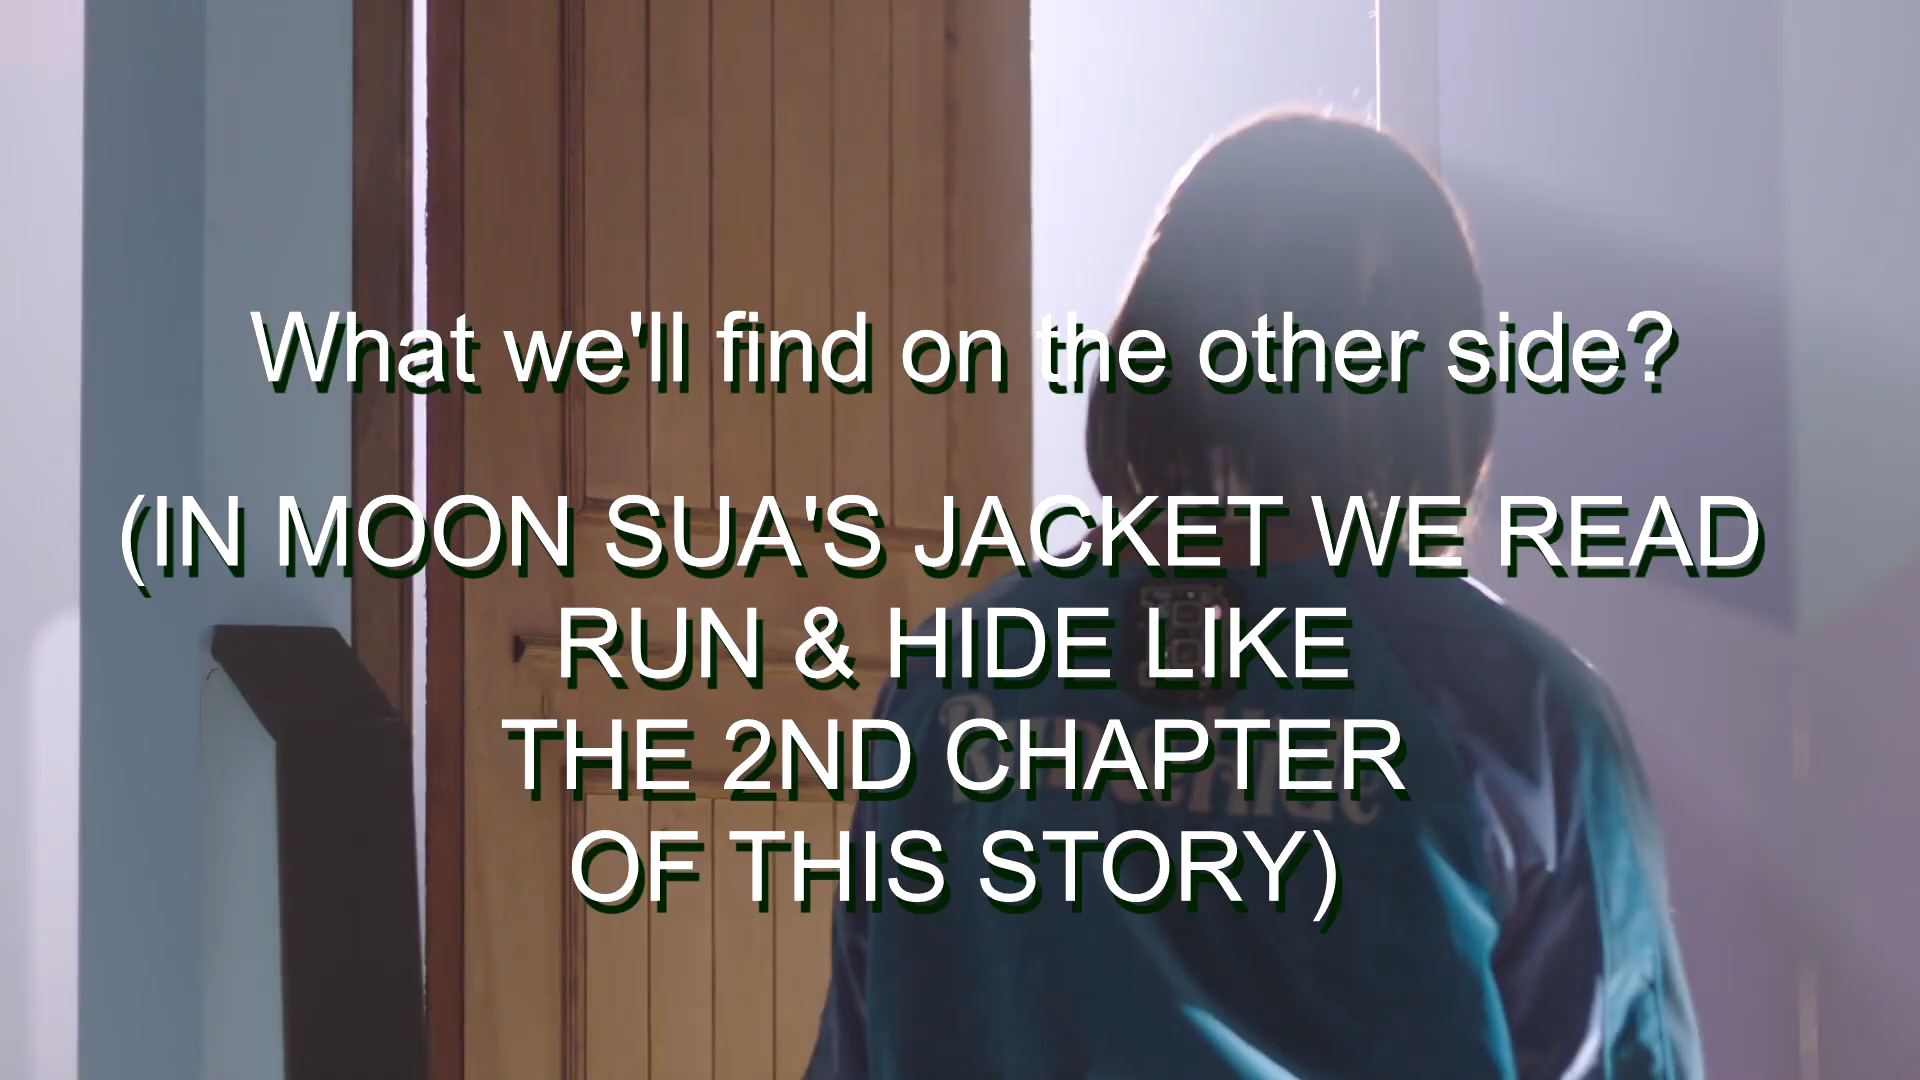 What we'll find on the other side?
(IN MOON SUA'S JACKET WE READ
RUN & HIDE LIKE
THE 2ND CHAPTER
OF THIS STORY)